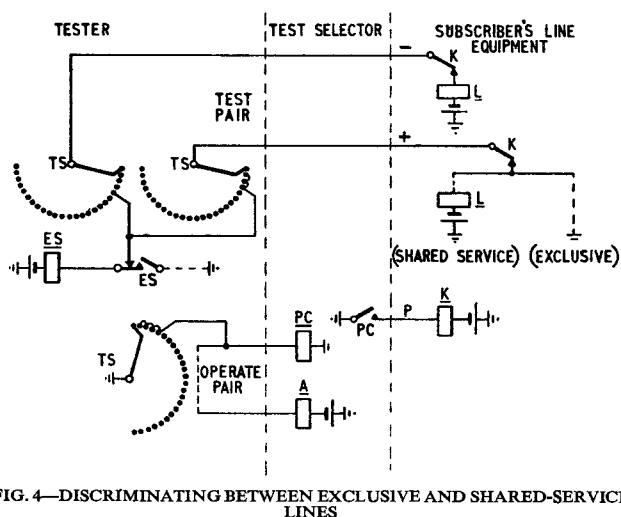 TESTER
TEST SELECTOR
SUBSCRIBER'S LINE
EQUIPMENT
−
K
L
TEST
PAIR
+
K
TS
TS
L
ES
ES
(SHARED SERVICE) (EXCLUSIVE)
PC
K
PC
P
TS
OPERATE
PAIR
A
FIG. 4—DISCRIMINATING BETWEEN EXCLUSIVE AND SHARED-SERVICE
LINES